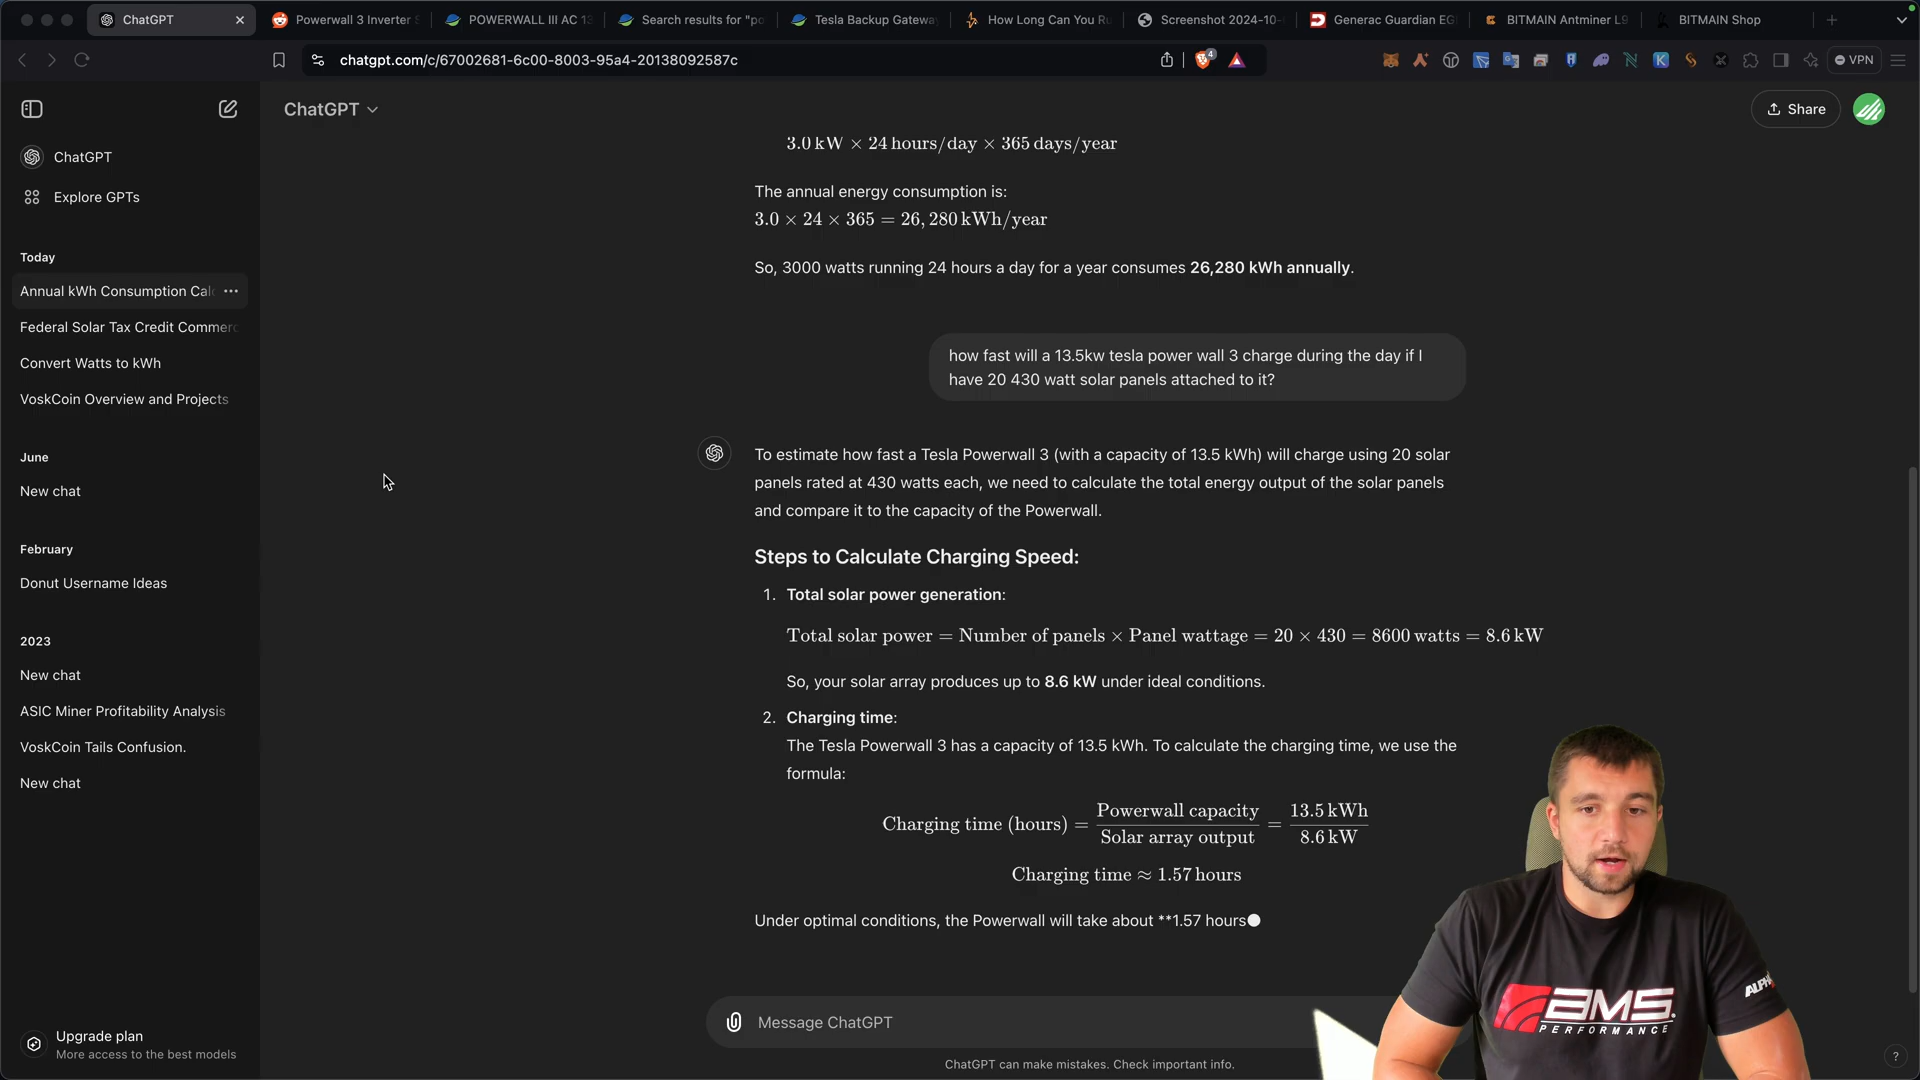 ChatGPT
Powerwall 3 Inverter S
POWERWALL III AC 13
Search results for "po
Tesla Backup Gateway
How Long Can You Ru
Screenshot 2024-10-
Generac Guardian EG
BITMAIN Antminer L9
BITMAIN Shop
chatgpt.com/c/67002681-6c00-8003-95a4-20138092587c
4
VPN
ChatGPT
Share
ChatGPT
Explore GPTs
Today
Annual kWh Consumption Calc
Federal Solar Tax Credit Commerc
Convert Watts to kWh
VoskCoin Overview and Projects
June
New chat
February
Donut Username Ideas
2023
New chat
ASIC Miner Profitability Analysis
VoskCoin Tails Confusion.
New chat
Upgrade plan
More access to the best models
3.0 kW × 24 hours/day × 365 days/year
The annual energy consumption is:
3.0 × 24 × 365 = 26,280 kWh/year
So, 3000 watts running 24 hours a day for a year consumes 26,280 kWh annually.
how fast will a 13.5kw tesla power wall 3 charge during the day if I
have 20 430 watt solar panels attached to it?
To estimate how fast a Tesla Powerwall 3 (with a capacity of 13.5 kWh) will charge using 20 solar
panels rated at 430 watts each, we need to calculate the total energy output of the solar panels
and compare it to the capacity of the Powerwall.
Steps to Calculate Charging Speed:
1. Total solar power generation:
Total solar power = Number of panels × Panel wattage = 20 × 430 = 8600 watts = 8.6 kW
So, your solar array produces up to 8.6 kW under ideal conditions.
2. Charging time:
The Tesla Powerwall 3 has a capacity of 13.5 kWh. To calculate the charging time, we use the
formula:
Charging time (hours) = Powerwall capacity / Solar array output = 13.5 kWh / 8.6 kW
Charging time ≈ 1.57 hours
Under optimal conditions, the Powerwall will take about **1.57 hours
Message ChatGPT
ChatGPT can make mistakes. Check important info.
?
AMS
PERFORMANCE
ALPHA